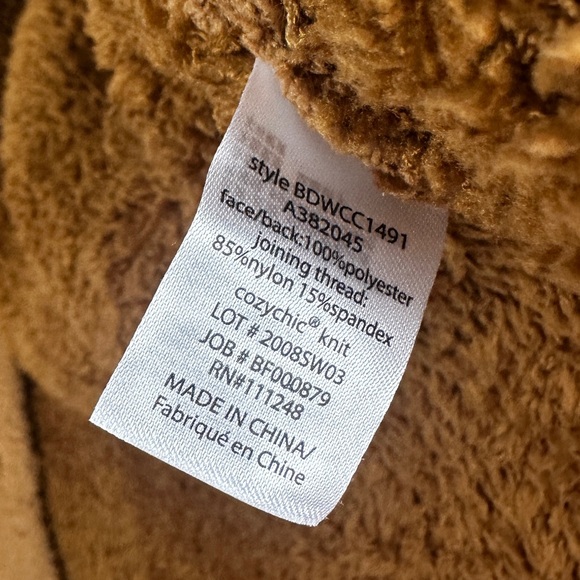 style BDWCC1491
A382045
face/back:100%polyester
joining thread:
85%nylon 15%spandex
cozychic® knit
LOT # 2008SW03
JOB # BF000879
RN#111248
MADE IN CHINA/
Fabriqué en Chine